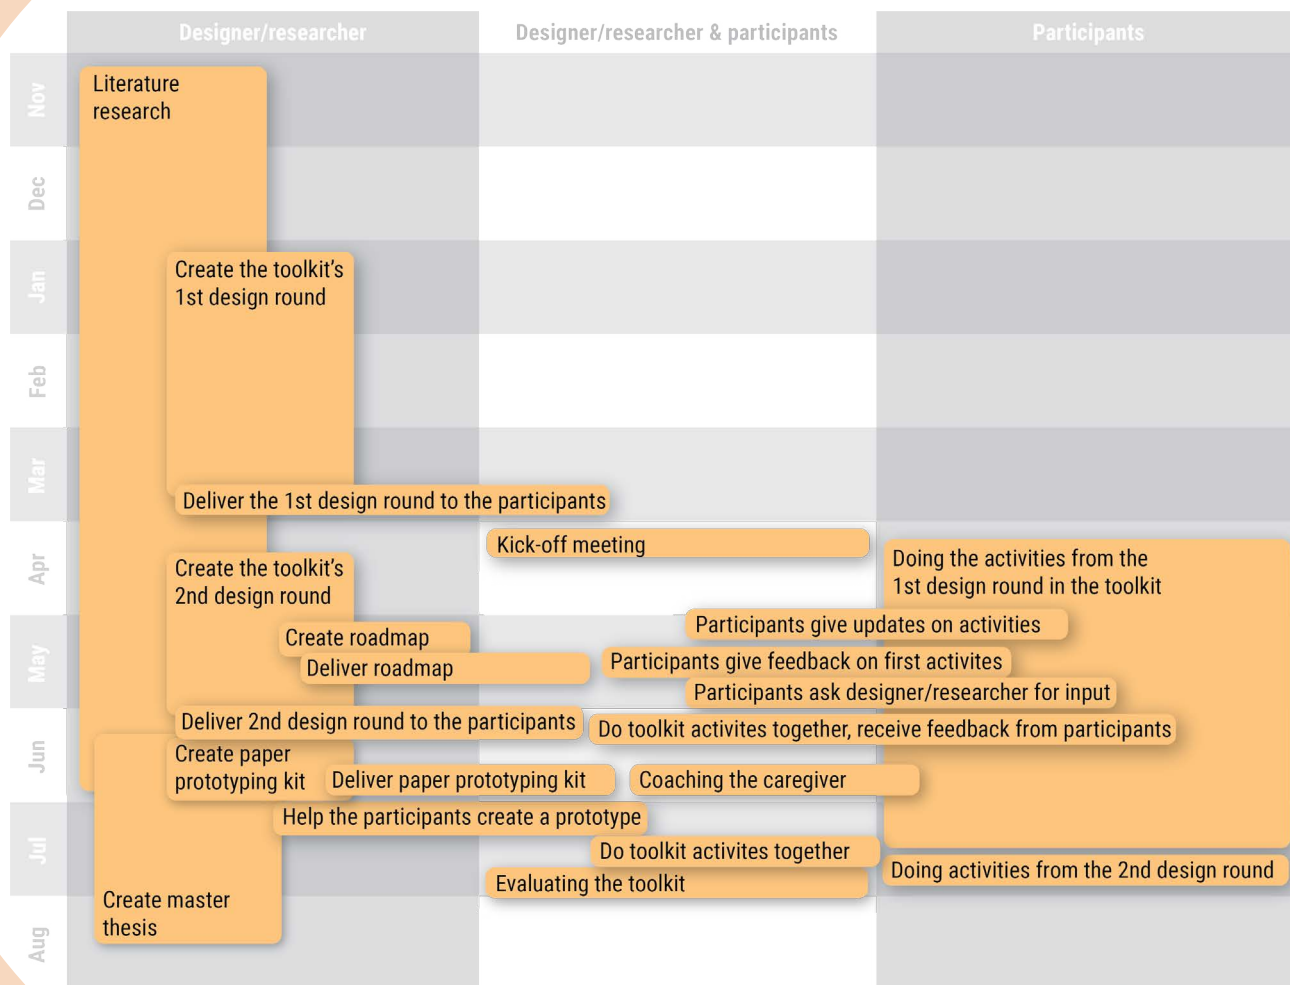 Designer/researcher
Designer/researcher & participants
Participants
Nov
Dec
Jan
Feb
Mar
Apr
May
Jun
Jul
Aug
Literature
research
Create the toolkit's
1st design round
Deliver the 1st design round to the participants
Kick-off meeting
Doing the activities from the
1st design round in the toolkit
Create the toolkit's
2nd design round
Participants give updates on activities
Create roadmap
Deliver roadmap
Participants give feedback on first activites
Participants ask designer/researcher for input
Deliver 2nd design round to the participants
Do toolkit activites together, receive feedback from participants
Create paper
prototyping kit
Deliver paper prototyping kit
Coaching the caregiver
Help the participants create a prototype
Do toolkit activites together
Doing activities from the 2nd design round
Evaluating the toolkit
Create master
thesis